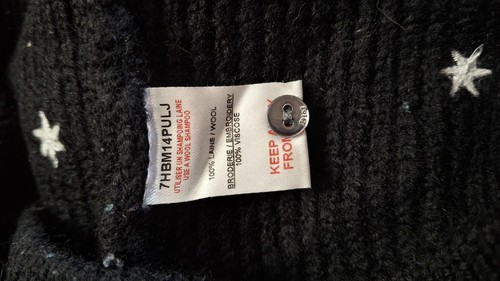 7HBM14PULJ
UTILISER UN SHAMPOING LAINE
USE A WOOL SHAMPOO
100% LAINE / WOOL
BRODERIE / EMBROIDERY
100% VISCOSE
KEEP
FROM